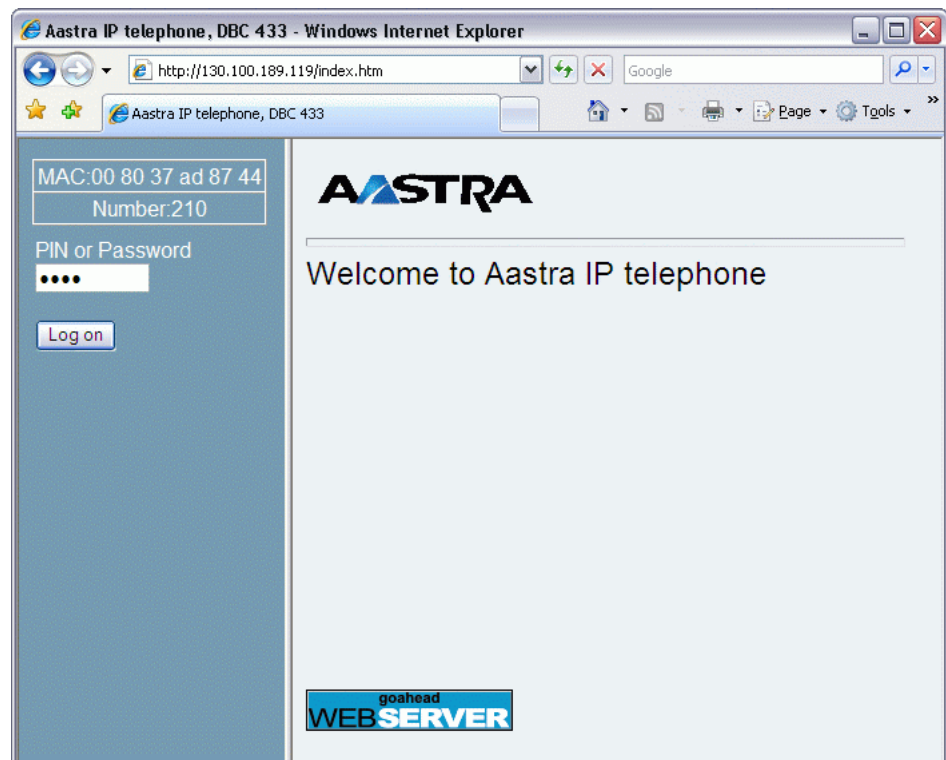 Aastra IP telephone, DBC 433 - Windows Internet Explorer
http://130.100.189.119/index.htm
Google
Aastra IP telephone, DBC 433
Page
Tools
»
MAC:00 80 37 ad 87 44
Number:210
PIN or Password
••••
Log on
AASTRA
Welcome to Aastra IP telephone
goahead
WEBSERVER